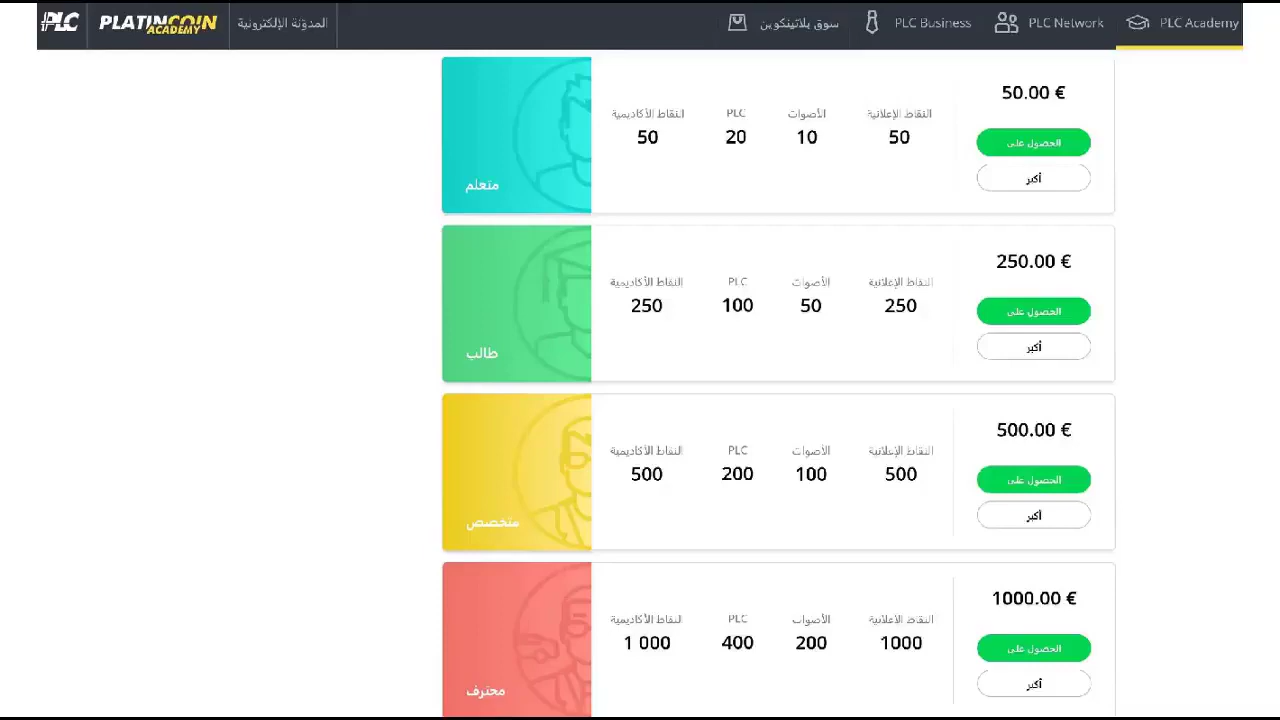 PLC PLATINCOIN ACADEMY المدوّنة الإلكترونية سوق بلاتينكوين PLC Business PLC Network PLC Academy
50.00 €
النقاط الإعلانية الأصوات PLC النقاط الأكاديمية
50 10 20 50
الحصول على
أكبر
متعلم
250.00 €
النقاط الإعلانية الأصوات PLC النقاط الأكاديمية
250 50 100 250
الحصول على
أكبر
طالب
500.00 €
النقاط الإعلانية الأصوات PLC النقاط الأكاديمية
500 100 200 500
الحصول على
أكبر
متخصص
1000.00 €
النقاط الإعلانية الأصوات PLC النقاط الأكاديمية
1000 200 400 1 000
الحصول على
أكبر
محترف